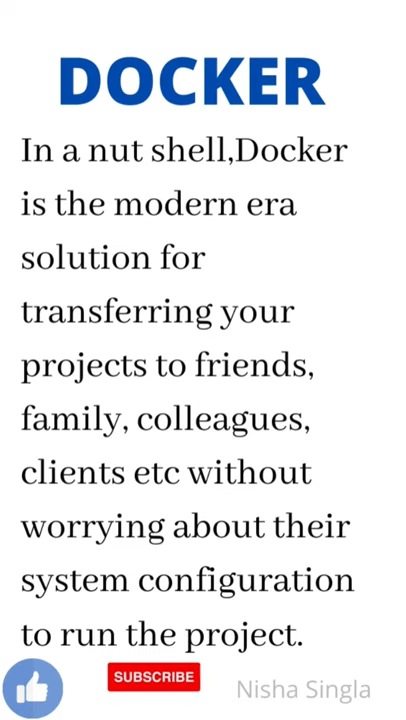 DOCKER
In a nut shell,Docker
is the modern era
solution for
transferring your
projects to friends,
family, colleagues,
clients etc without
worrying about their
system configuration
to run the project.
SUBSCRIBE
Nisha Singla